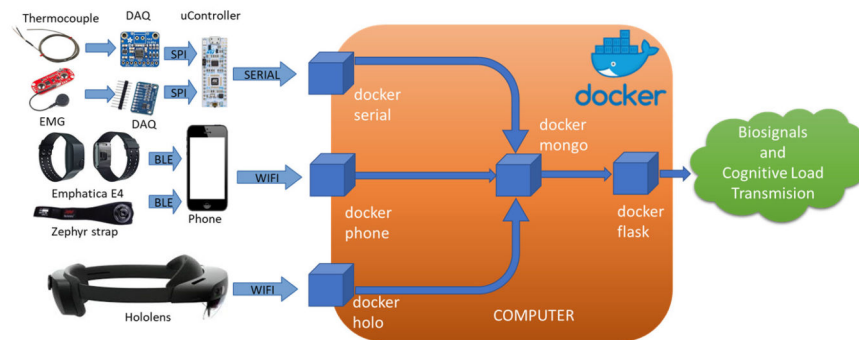 Thermocouple
DAQ
uController
SPI
SERIAL
SPI
EMG
DAQ
docker
serial
docker
docker
mongo
BLE
Emphatica E4
BLE
Zephyr strap
Phone
WIFI
docker
phone
docker
flask
Biosignals
and
Cognitive Load
Transmision
Hololens
WIFI
docker
holo
COMPUTER